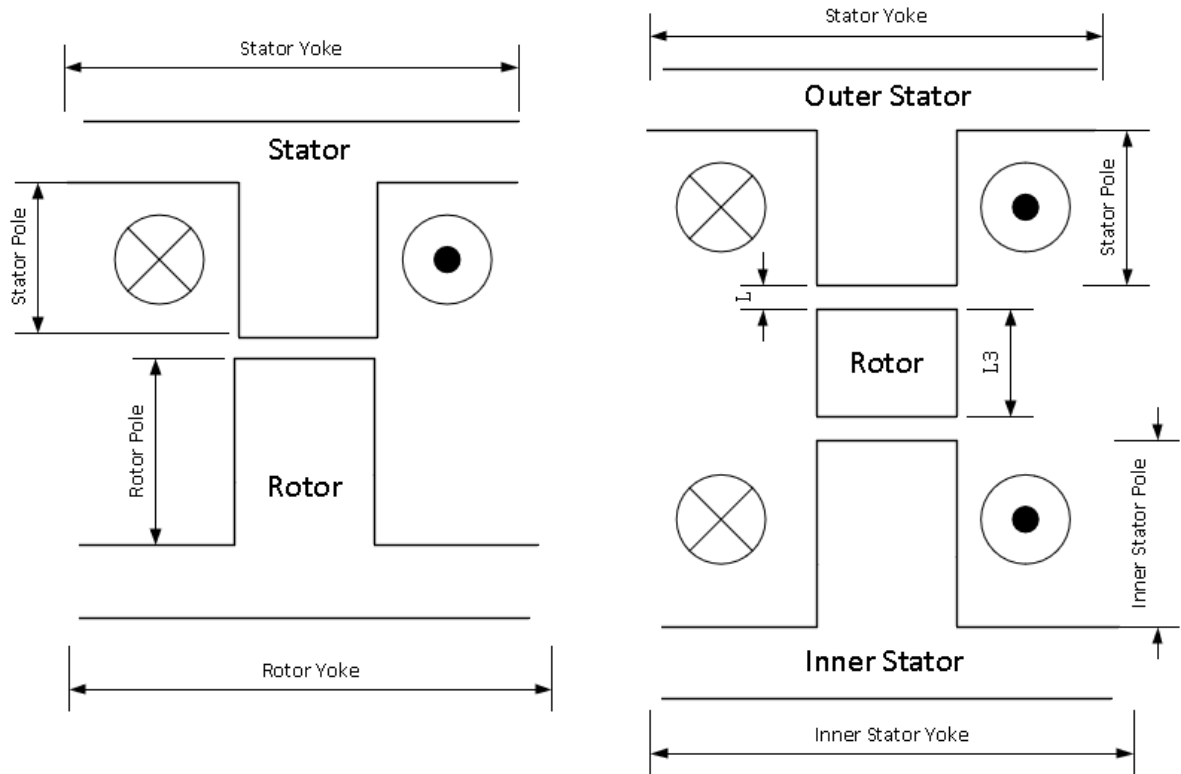 Stator Yoke
Stator
Stator Pole
Rotor Pole
Rotor
Rotor Yoke
Stator Yoke
Outer Stator
Stator Pole
L
Rotor
L3
Inner Stator Pole
Inner Stator
Inner Stator Yoke